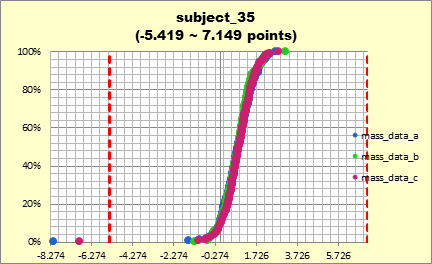 subject_35
(-5.419 ~ 7.149 points)
100%
80%
60%
40%
20%
0%
mass_data_a
mass_data_b
mass_data_c
-8.274 -6.274 -4.274 -2.274 -0.274 1.726 3.726 5.726